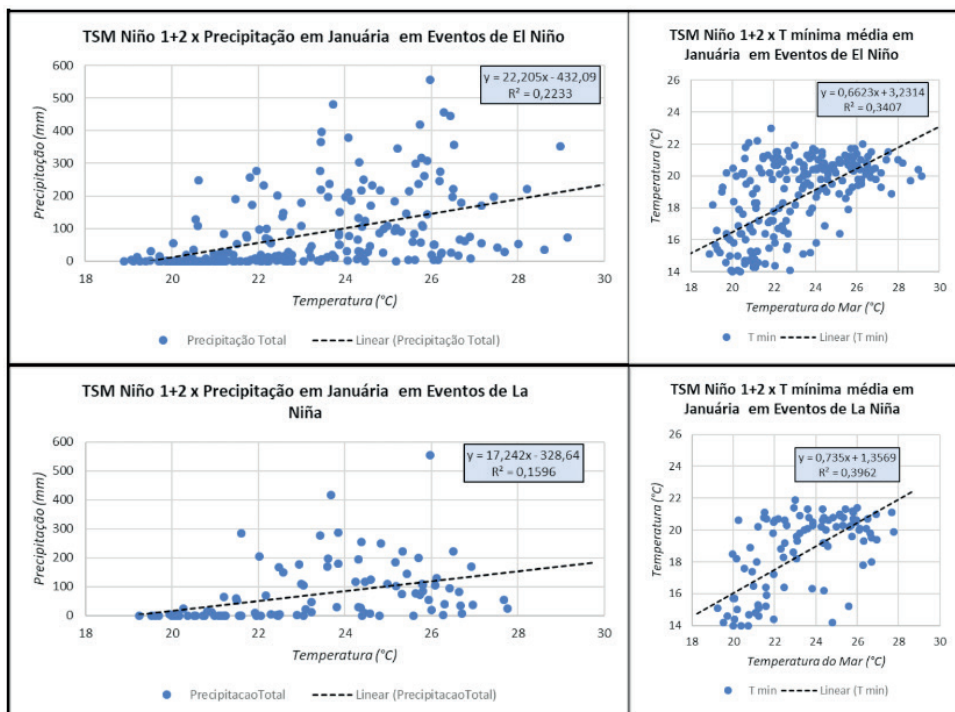 TSM Niño 1+2 x Precipitação em Januária em Eventos de El Niño
y = 22,205x - 432,09
R² = 0,2233
Precipitação (mm)
600
500
400
300
200
100
0
18 20 22 24 26 28 30
Temperatura (°C)
Precipitação Total Linear (Precipitação Total)
TSM Niño 1+2 x T mínima média em
Januária em Eventos de El Niño
y = 0,6623x + 3,2314
R² = 0,3407
Temperatura (°C)
26
24
22
20
18
16
14
18 20 22 24 26 28 30
Temperatura do Mar (°C)
T min Linear (T min)
TSM Niño 1+2 x Precipitação em Januária em Eventos de La
Niña
y = 17,242x - 328,64
R² = 0,1596
Precipitação (mm)
600
500
400
300
200
100
0
18 20 22 24 26 28 30
Temperatura (°C)
PrecipitacaoTotal Linear (PrecipitacaoTotal)
TSM Niño 1+2 x T mínima média em
Januária em Eventos de La Niña
y = 0,735x + 1,3569
R² = 0,3962
Temperatura (°C)
26
24
22
20
18
16
14
18 20 22 24 26 28 30
Temperatura do Mar (°C)
T min Linear (T min)